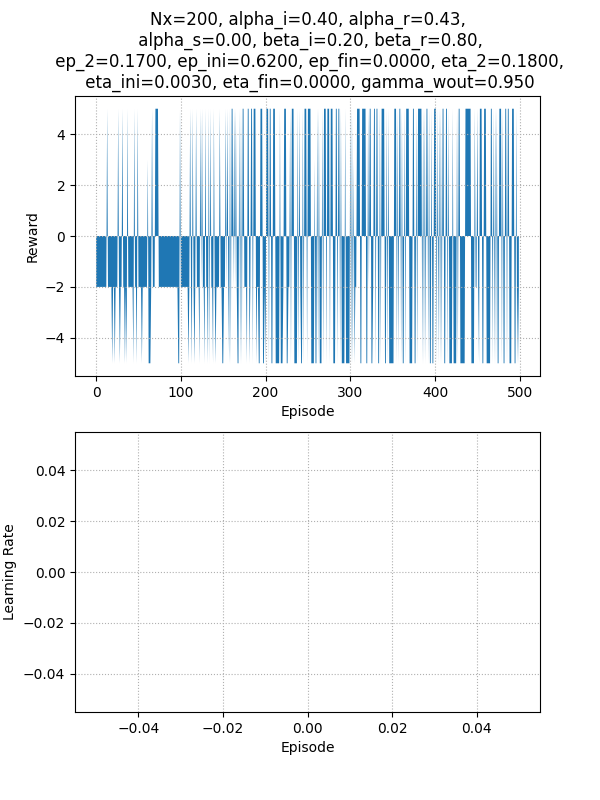 Nx=200, alpha_i=0.40, alpha_r=0.43,
alpha_s=0.00, beta_i=0.20, beta_r=0.80,
ep_2=0.1700, ep_ini=0.6200, ep_fin=0.0000, eta_2=0.1800,
eta_ini=0.0030, eta_fin=0.0000, gamma_wout=0.950
4
2
0
−2
−4
Reward
0 100 200 300 400 500
Episode
0.04
0.02
0.00
−0.02
−0.04
Learning Rate
−0.04 −0.02 0.00 0.02 0.04
Episode